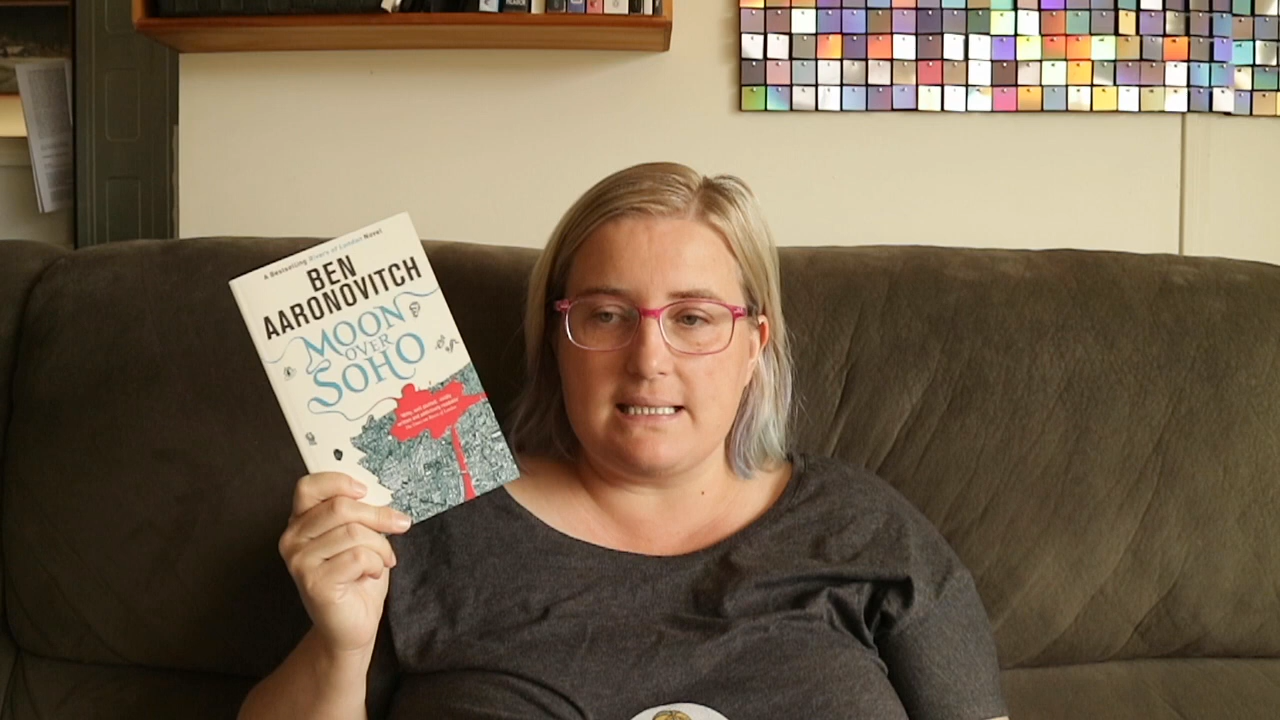 A Bestselling Rivers of London Novel
BEN
AARONOVITCH
MOON
OVER
SOHO